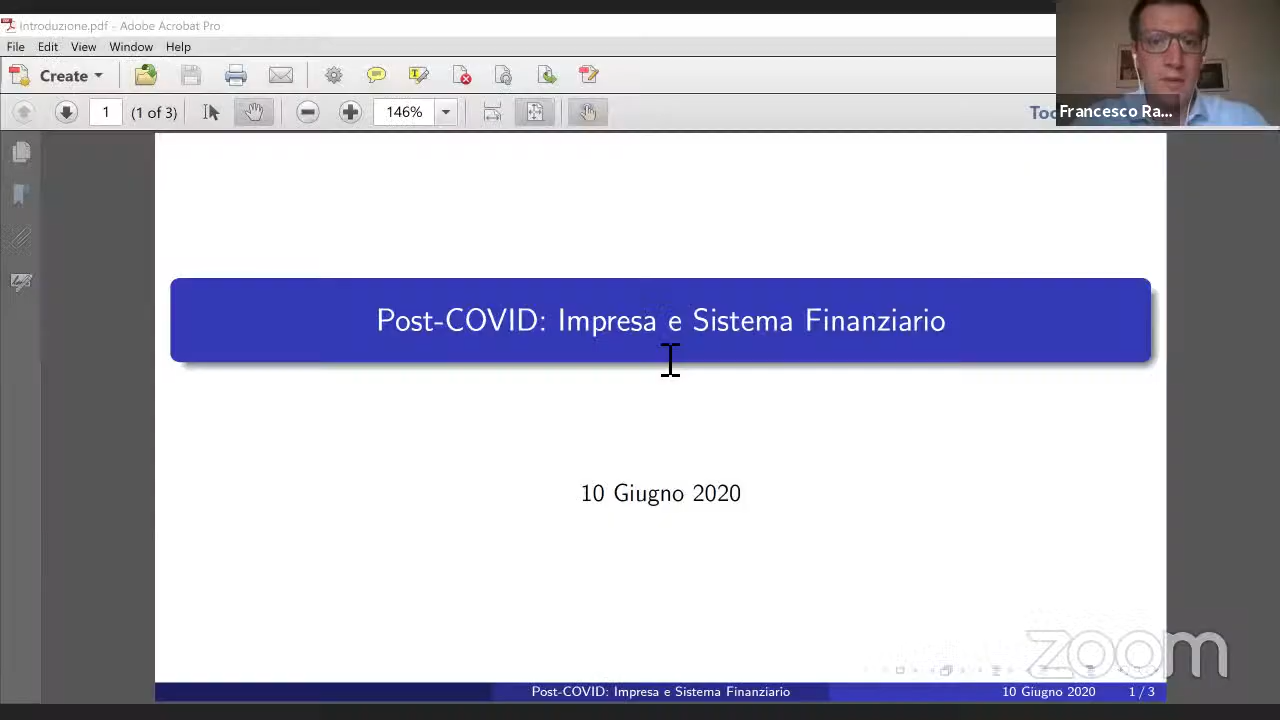 Introduzione.pdf - Adobe Acrobat Pro
File Edit View Window Help
Create
1 (1 of 3) 146%
Francesco Ra...
Post-COVID: Impresa e Sistema Finanziario
10 Giugno 2020
zoom
Post-COVID: Impresa e Sistema Finanziario 10 Giugno 2020 1 / 3